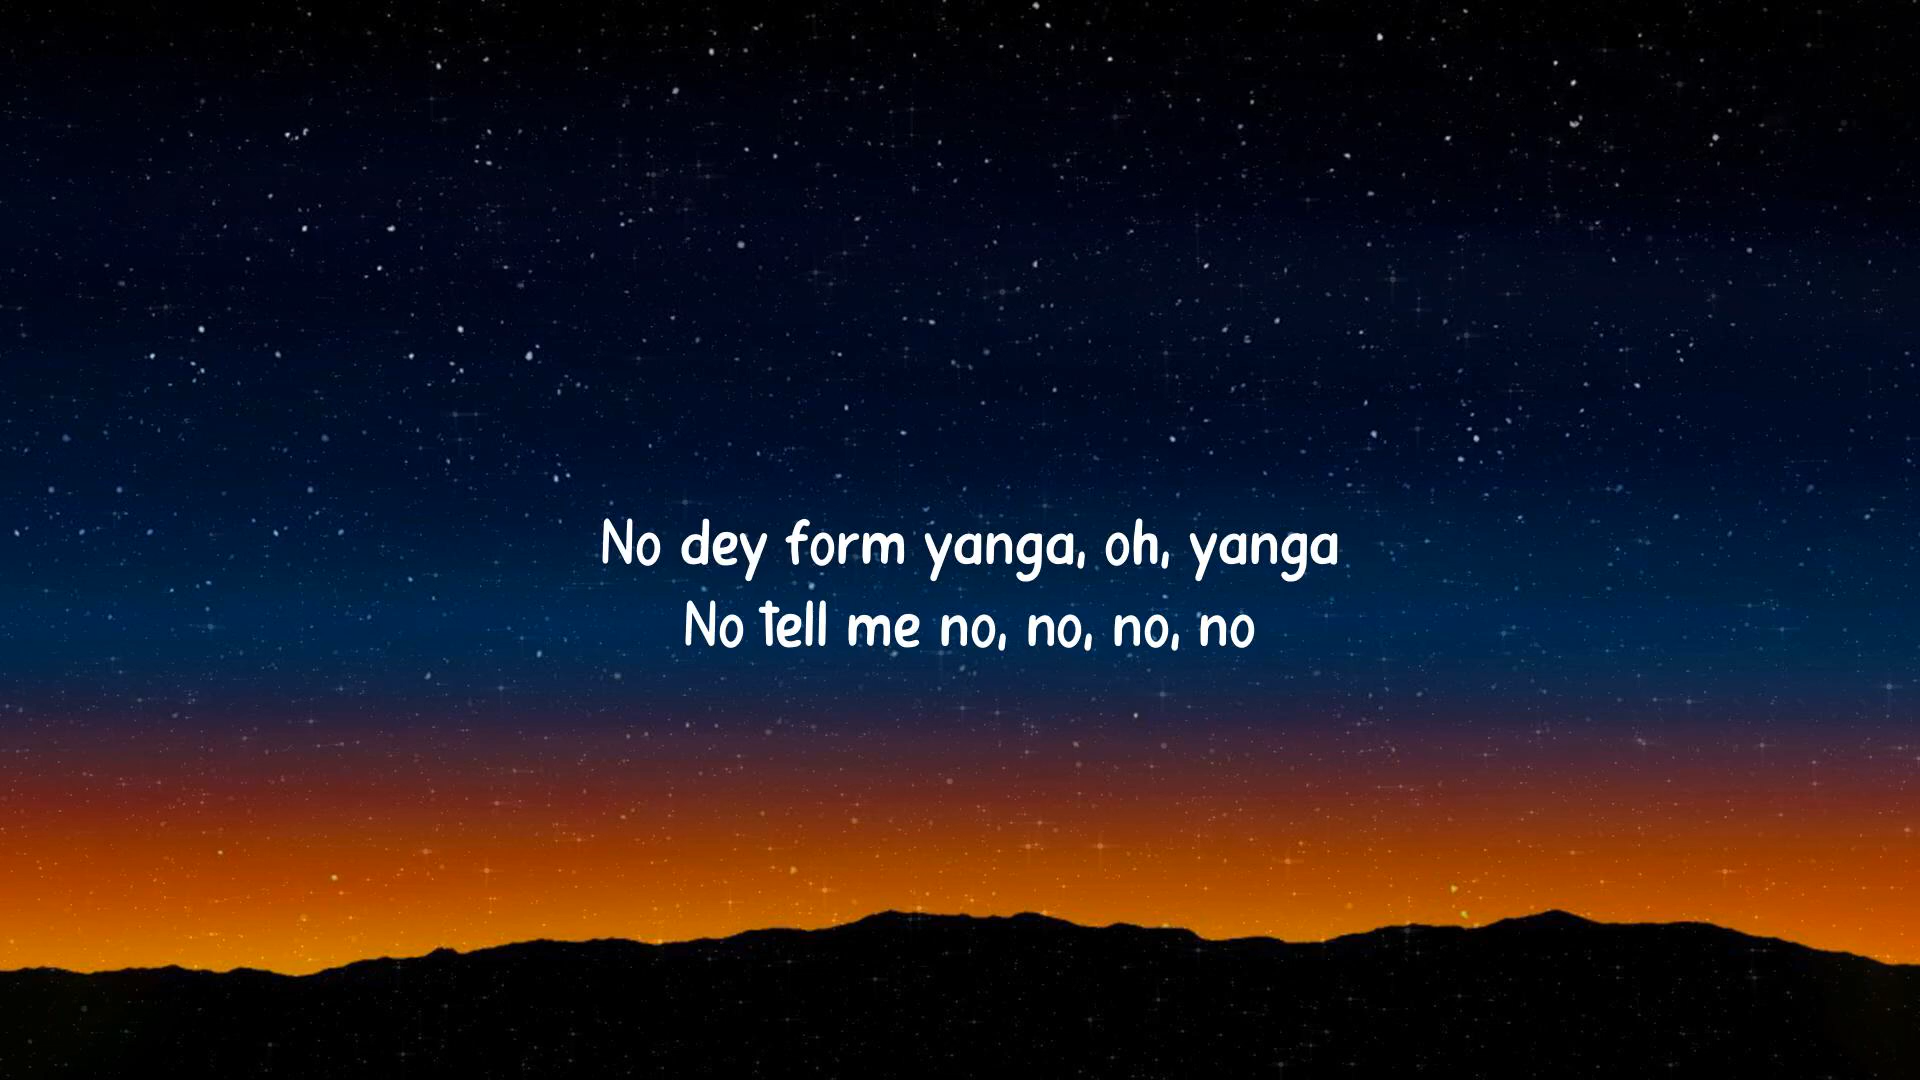 No dey form yanga, oh, yanga
No tell me no, no, no, no